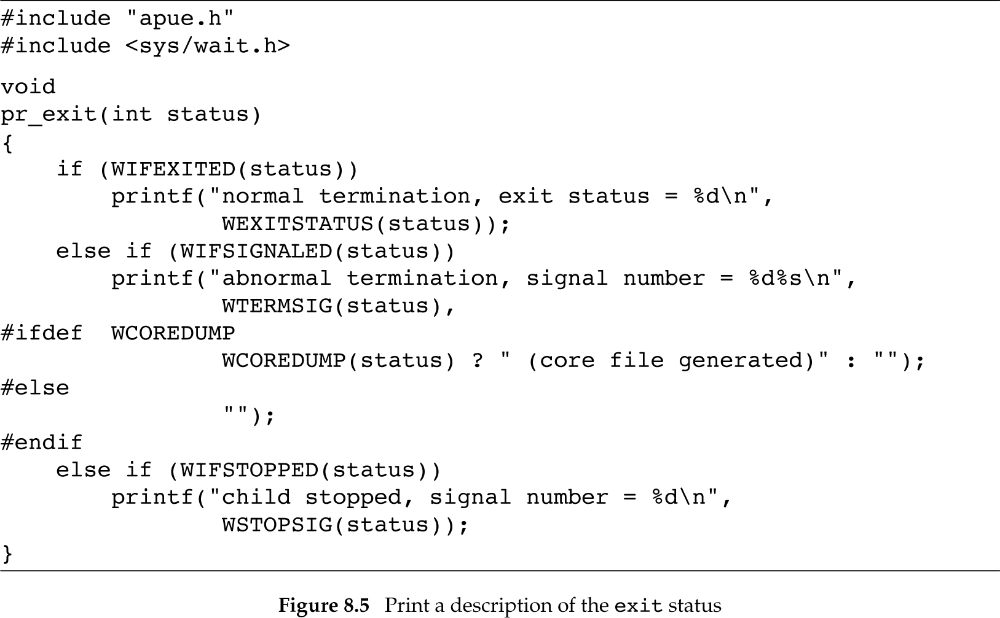 #include "apue.h"
#include <sys/wait.h>
void
pr_exit(int status)
{
    if (WIFEXITED(status))
        printf("normal termination, exit status = %d\n",
                WEXITSTATUS(status));
    else if (WIFSIGNALED(status))
        printf("abnormal termination, signal number = %d%s\n",
                WTERMSIG(status),
#ifdef  WCOREDUMP
                WCOREDUMP(status) ? " (core file generated)" : "");
#else
                "");
#endif
    else if (WIFSTOPPED(status))
        printf("child stopped, signal number = %d\n",
                WSTOPSIG(status));
}
Figure 8.5 Print a description of the exit status